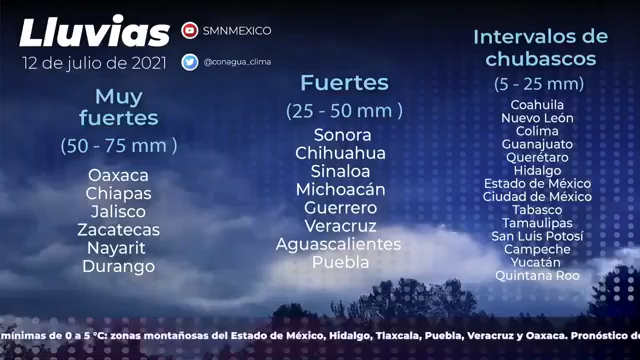 Lluvias
12 de julio de 2021
SMNMEXICO
@conagua_clima
Muy
fuertes
(50 - 75 mm )
Oaxaca
Chiapas
Jalisco
Zacatecas
Nayarit
Durango
Fuertes
(25 - 50 mm )
Sonora
Chihuahua
Sinaloa
Michoacán
Guerrero
Veracruz
Aguascalientes
Puebla
Intervalos de
chubascos
(5 - 25 mm)
Coahuila
Nuevo León
Colima
Guanajuato
Querétaro
Hidalgo
Estado de México
Ciudad de México
Tabasco
Tamaulipas
San Luis Potosí
Campeche
Yucatán
Quintana Roo
mínimas de 0 a 5 °C: zonas montañosas del Estado de México, Hidalgo, Tlaxcala, Puebla, Veracruz y Oaxaca. Pronóstico de